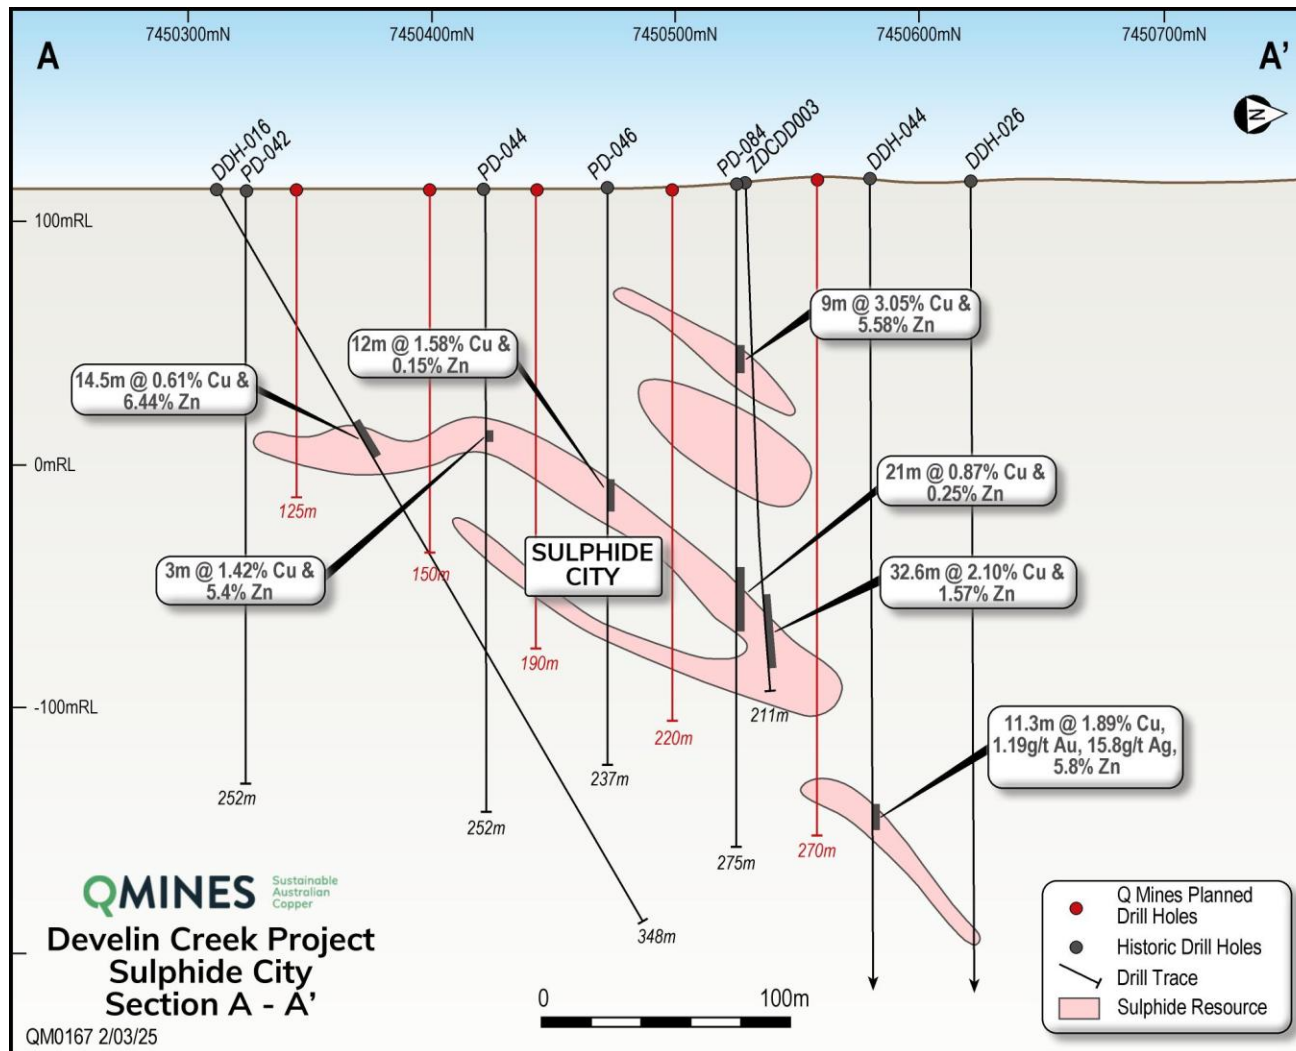 7450300mN
7450400mN
7450500mN
7450600mN
7450700mN
A
A'
N
DDH-016
PD-042
PD-044
PD-046
PD-084
ZDCDD003
DDH-044
DDH-026
100mRL
0mRL
-100mRL
9m @ 3.05% Cu &
5.58% Zn
12m @ 1.58% Cu &
0.15% Zn
14.5m @ 0.61% Cu &
6.44% Zn
21m @ 0.87% Cu &
0.25% Zn
3m @ 1.42% Cu &
5.4% Zn
SULPHIDE
CITY
32.6m @ 2.10% Cu &
1.57% Zn
11.3m @ 1.89% Cu,
1.19g/t Au, 15.8g/t Ag,
5.8% Zn
125m
150m
190m
220m
211m
237m
252m
252m
275m
270m
348m
QMINES
Sustainable
Australian
Copper
Develin Creek Project
Sulphide City
Section A - A'
QM0167 2/03/25
0
100m
Q Mines Planned
Drill Holes
Historic Drill Holes
Drill Trace
Sulphide Resource